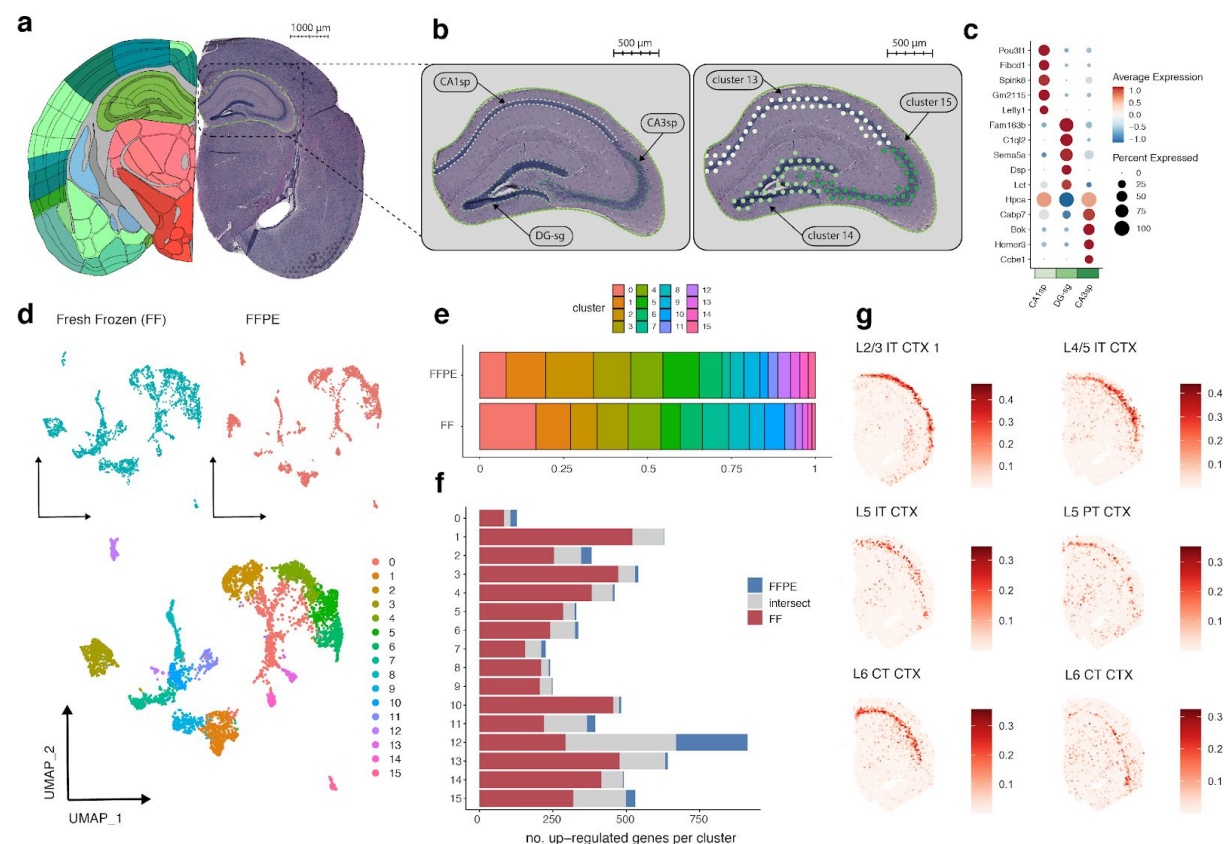 a
1000 µm
b
500 µm
500 µm
CA1sp
CA3sp
DG-sg
cluster 13
cluster 15
cluster 14
c
Pou3f1
Fibcd1
Spink8
Gm2115
Lefty1
Fam163b
C1ql2
Sema5a
Dsp
Lct
Hpca
Cabp7
Bok
Homer3
Ccbe1
CA1sp
DG-sg
CA3sp
Average Expression
1.0
0.5
0.0
−0.5
−1.0
Percent Expressed
0
25
50
75
100
d
Fresh Frozen (FF)
FFPE
UMAP_2
UMAP_1
0
1
2
3
4
5
6
7
8
9
10
11
12
13
14
15
e
cluster
0 4 8 12
1 5 9 13
2 6 10 14
3 7 11 15
FFPE
FF
0 0.25 0.5 0.75 1
f
0
1
2
3
4
5
6
7
8
9
10
11
12
13
14
15
FFPE
intersect
FF
0 250 500 750
no. up−regulated genes per cluster
g
L2/3 IT CTX 1
0.4
0.3
0.2
0.1
L4/5 IT CTX
0.4
0.3
0.2
0.1
L5 IT CTX
0.3
0.2
0.1
L5 PT CTX
0.3
0.2
0.1
L6 CT CTX
0.3
0.2
0.1
L6 CT CTX
0.3
0.2
0.1